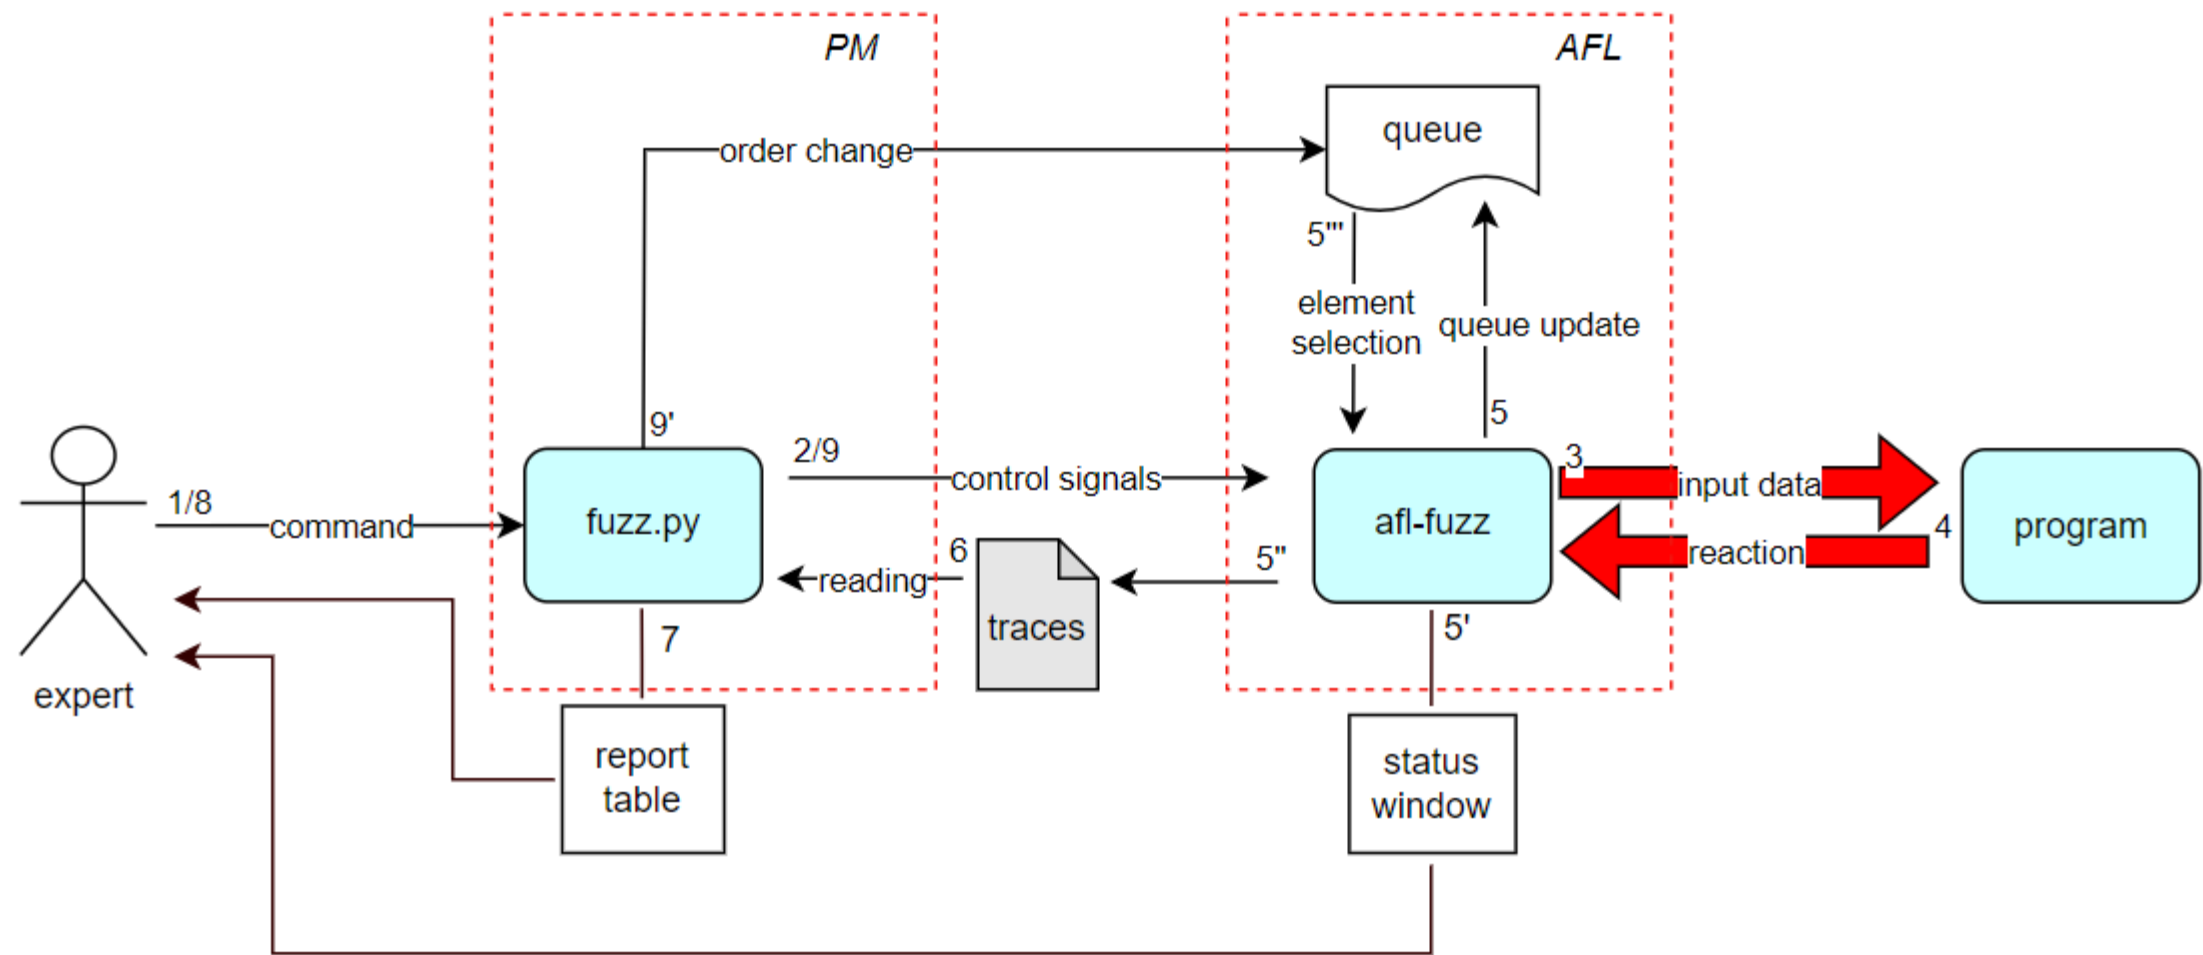 PM
AFL
queue
order change
5'''
element
selection
queue update
9'
5
2/9
control signals
3
input data
1/8
command
fuzz.py
afl-fuzz
4
program
6
reading
5''
reaction
traces
7
5'
expert
report
table
status
window